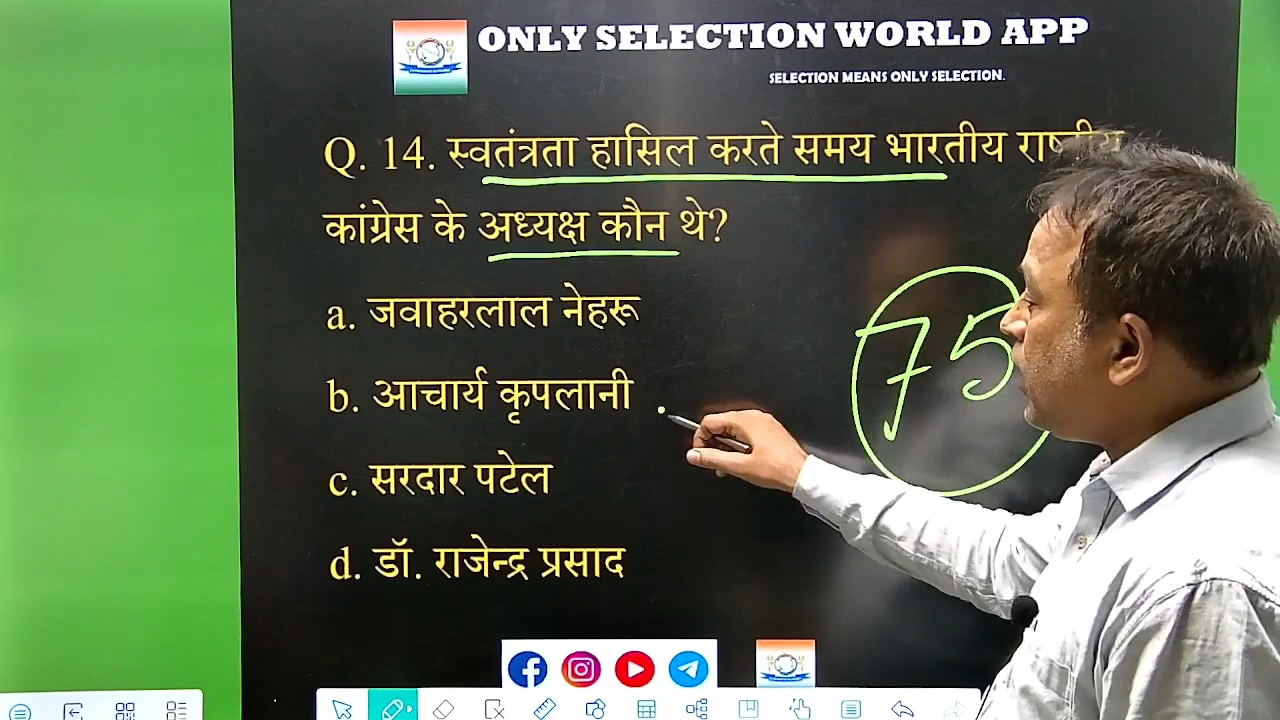 ONLY SELECTION WORLD APP
SELECTION MEANS ONLY SELECTION.
Q. 14. स्वतंत्रता हासिल करते समय भारतीय राष्ट्रीय
कांग्रेस के अध्यक्ष कौन थे?
a. जवाहरलाल नेहरू
b. आचार्य कृपलानी
c. सरदार पटेल
d. डॉ. राजेन्द्र प्रसाद
75